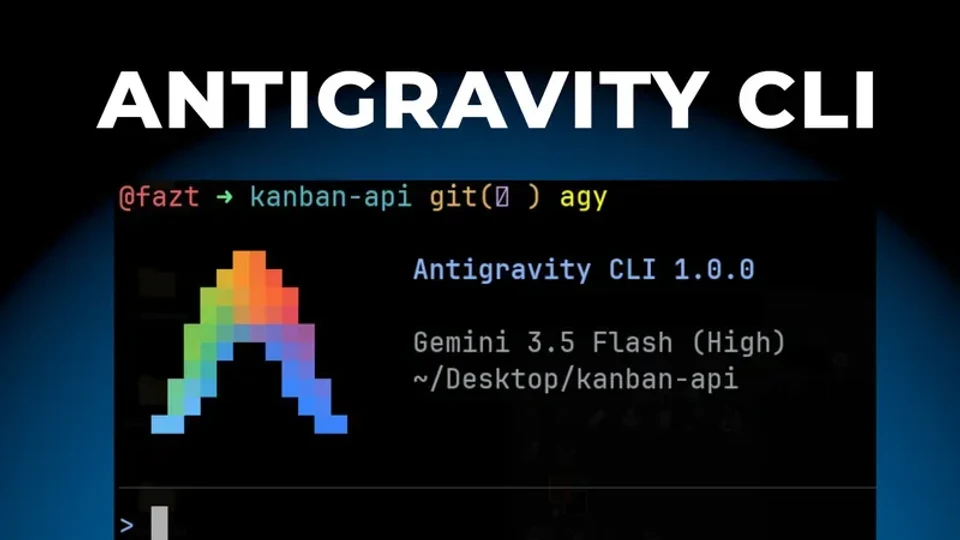 ANTIGRAVITY CLI
@fazt → kanban-api git( ) agy
Antigravity CLI 1.0.0
Gemini 3.5 Flash (High)
~/Desktop/kanban-api
>